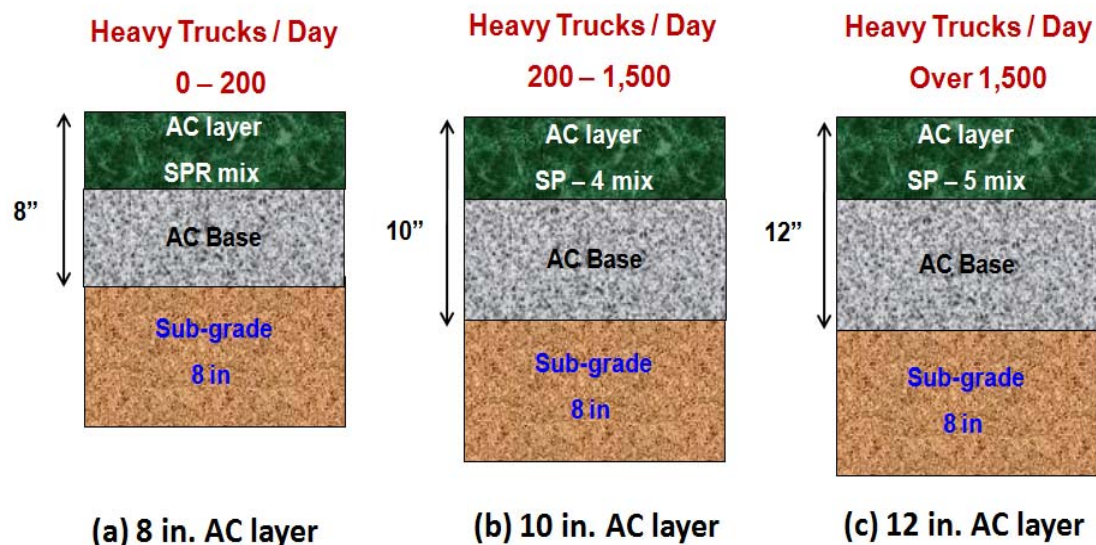 Heavy Trucks / Day
0 – 200
AC layer
SPR mix
8”
AC Base
Sub-grade
8 in
(a) 8 in. AC layer
Heavy Trucks / Day
200 – 1,500
AC layer
SP – 4 mix
10”
AC Base
Sub-grade
8 in
(b) 10 in. AC layer
Heavy Trucks / Day
Over 1,500
AC layer
SP – 5 mix
12”
AC Base
Sub-grade
8 in
(c) 12 in. AC layer